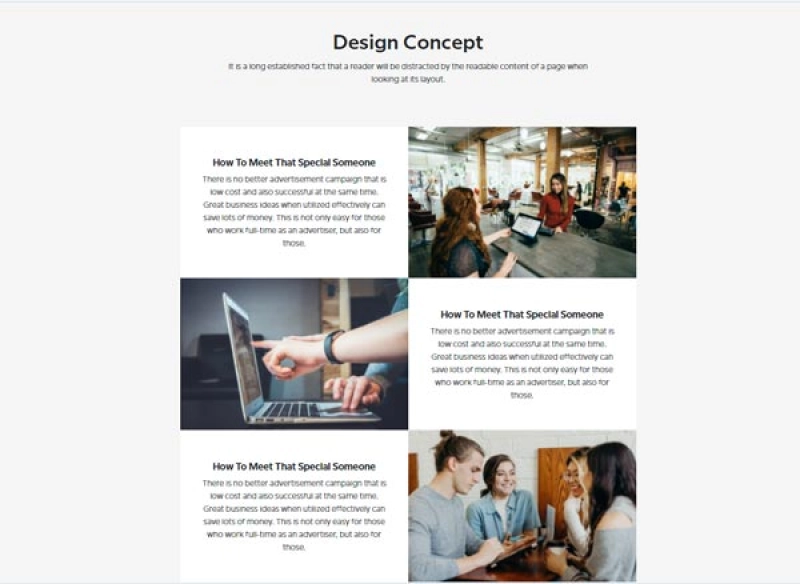 Design Concept
It is a long established fact that a reader will be distracted by the readable content of a page when
looking at its layout.
How To Meet That Special Someone
There is no better advertisement campaign that is
low cost and also successful at the same time.
Great business ideas when utilized effectively can
save lots of money. This is not only easy for those
who work full-time as an advertiser, but also for
those.
How To Meet That Special Someone
There is no better advertisement campaign that is
low cost and also successful at the same time.
Great business ideas when utilized effectively can
save lots of money. This is not only easy for those
who work full-time as an advertiser, but also for
those.
How To Meet That Special Someone
There is no better advertisement campaign that is
low cost and also successful at the same time.
Great business ideas when utilized effectively can
save lots of money. This is not only easy for those
who work full-time as an advertiser, but also for
those.